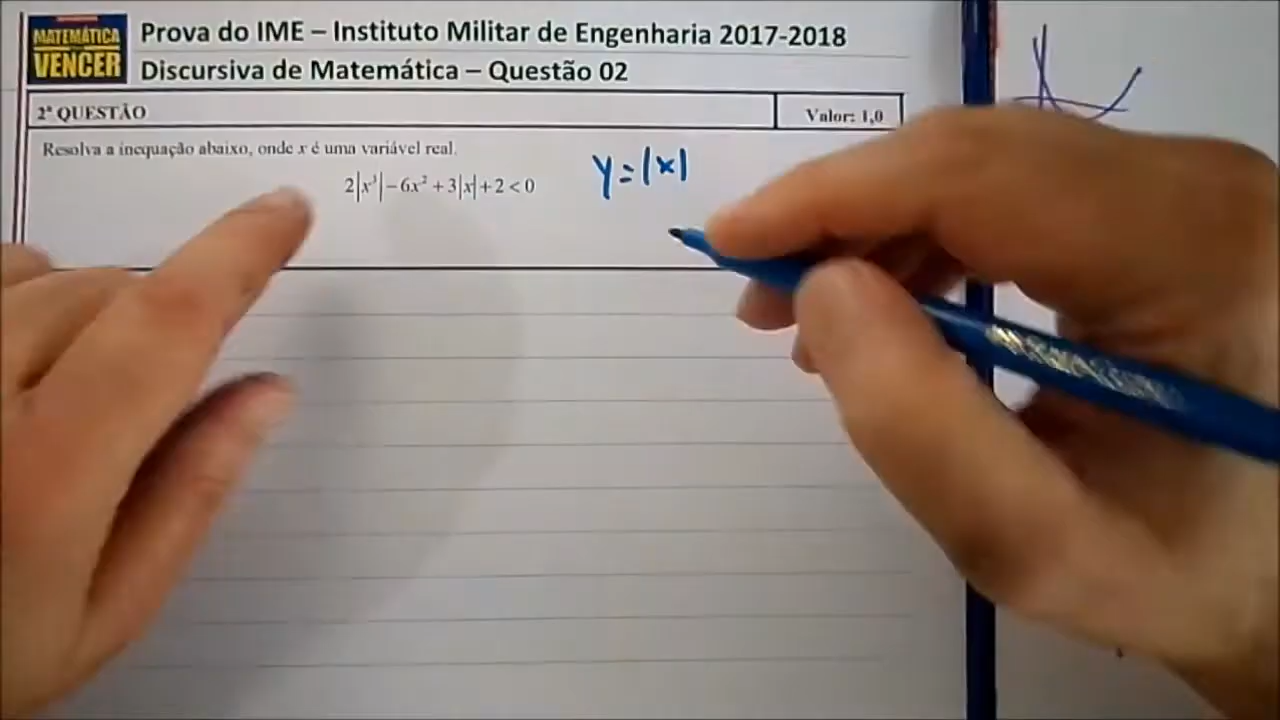 MATEMÁTICA
VENCER
Prova do IME – Instituto Militar de Engenharia 2017-2018
Discursiva de Matemática – Questão 02
2ª QUESTÃO
Valor: 1,0
Resolva a inequação abaixo, onde x é uma variável real.
2|x³| – 6x² + 3|x| + 2 < 0
y = |x|